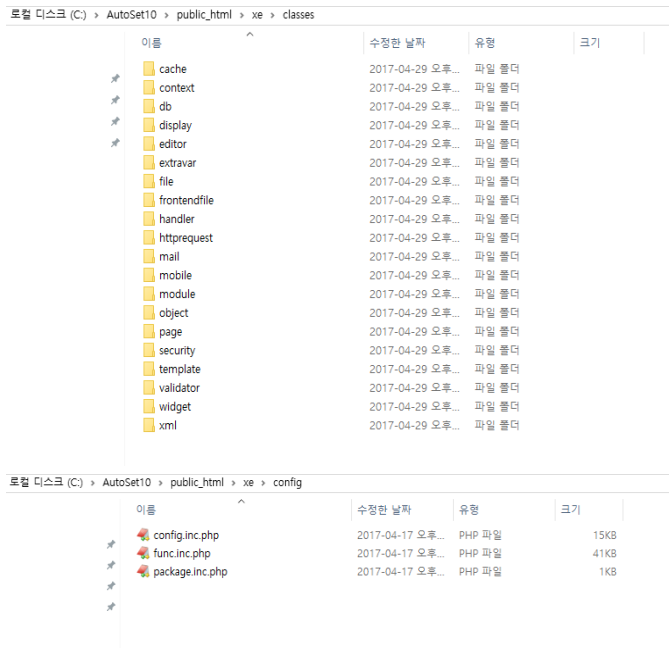 로컬 디스크 (C:) > AutoSet10 > public_html > xe > classes
이름 수정한 날짜 유형 크기
cache 2017-04-29 오후... 파일 폴더
context 2017-04-29 오후... 파일 폴더
db 2017-04-29 오후... 파일 폴더
display 2017-04-29 오후... 파일 폴더
editor 2017-04-29 오후... 파일 폴더
extravar 2017-04-29 오후... 파일 폴더
file 2017-04-29 오후... 파일 폴더
frontendfile 2017-04-29 오후... 파일 폴더
handler 2017-04-29 오후... 파일 폴더
httprequest 2017-04-29 오후... 파일 폴더
mail 2017-04-29 오후... 파일 폴더
mobile 2017-04-29 오후... 파일 폴더
module 2017-04-29 오후... 파일 폴더
object 2017-04-29 오후... 파일 폴더
page 2017-04-29 오후... 파일 폴더
security 2017-04-29 오후... 파일 폴더
template 2017-04-29 오후... 파일 폴더
validator 2017-04-29 오후... 파일 폴더
widget 2017-04-29 오후... 파일 폴더
xml 2017-04-29 오후... 파일 폴더
로컬 디스크 (C:) > AutoSet10 > public_html > xe > config
이름 수정한 날짜 유형 크기
config.inc.php 2017-04-17 오후... PHP 파일 15KB
func.inc.php 2017-04-17 오후... PHP 파일 41KB
package.inc.php 2017-04-17 오후... PHP 파일 1KB